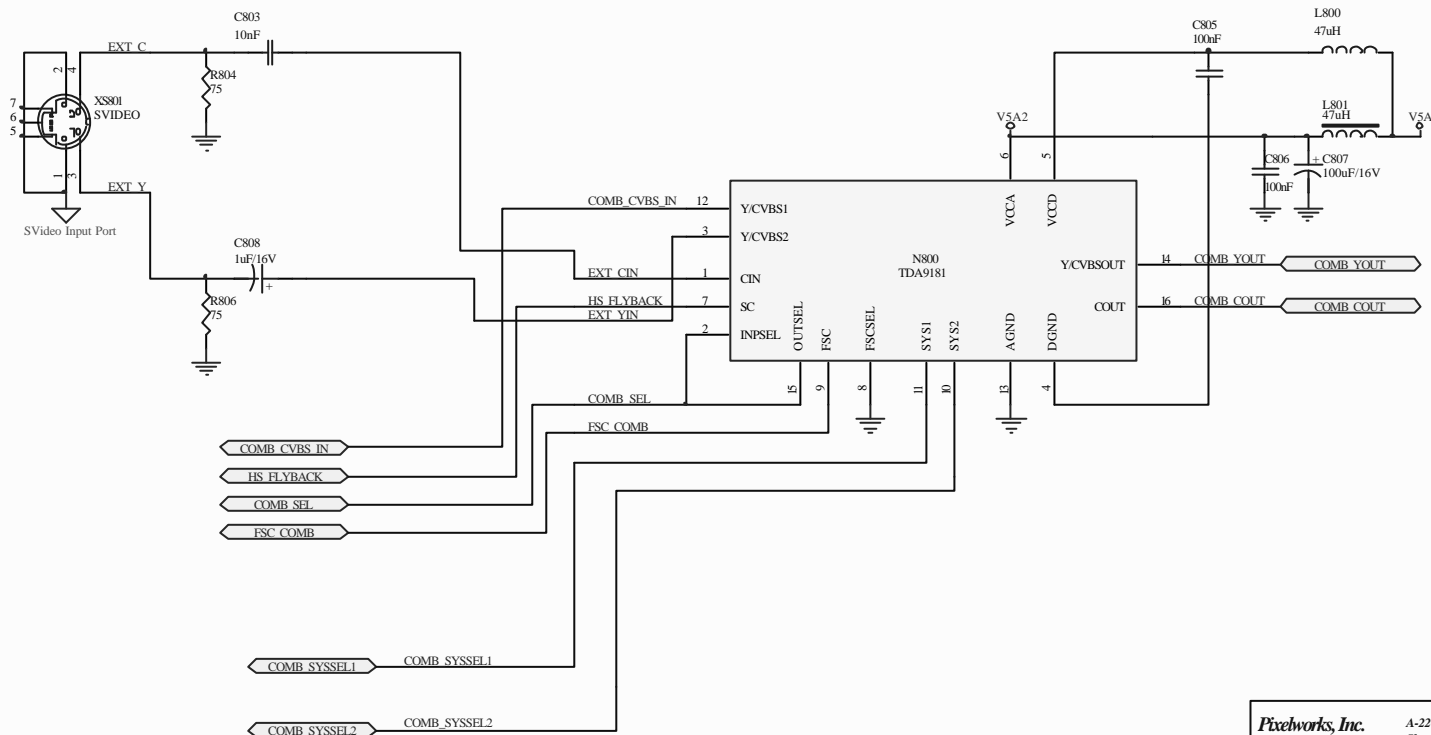 C803
10nF
EXT_C
R804
75
2
4
7
6
5
XS801
SVIDEO
1
3
EXT_Y
SVideo Input Port
C808
1uF/16V
+
R806
75
C805
100nF
L800
47uH
L801
47uH
V5A2
V5A
C806
100nF
+
C807
100uF/16V
6
5
VCCA
VCCD
COMB_CVBS_IN
12
Y/CVBS1
3
Y/CVBS2
EXT_CIN
1
CIN
HS_FLYBACK
7
SC
EXT_YIN
2
INPSEL
N800
TDA9181
Y/CVBSOUT
14
COMB_YOUT
COMB_YOUT
COUT
16
COMB_COUT
COMB_COUT
OUTSEL
FSC
FSCSEL
SYS1
SYS2
AGND
DGND
15
9
8
11
10
13
4
COMB_SEL
FSC_COMB
COMB_CVBS_IN
HS_FLYBACK
COMB_SEL
FSC_COMB
COMB_SYSSEL1
COMB_SYSSEL1
COMB_SYSSEL2
COMB_SYSSEL2
Pixelworks, Inc.
A-22